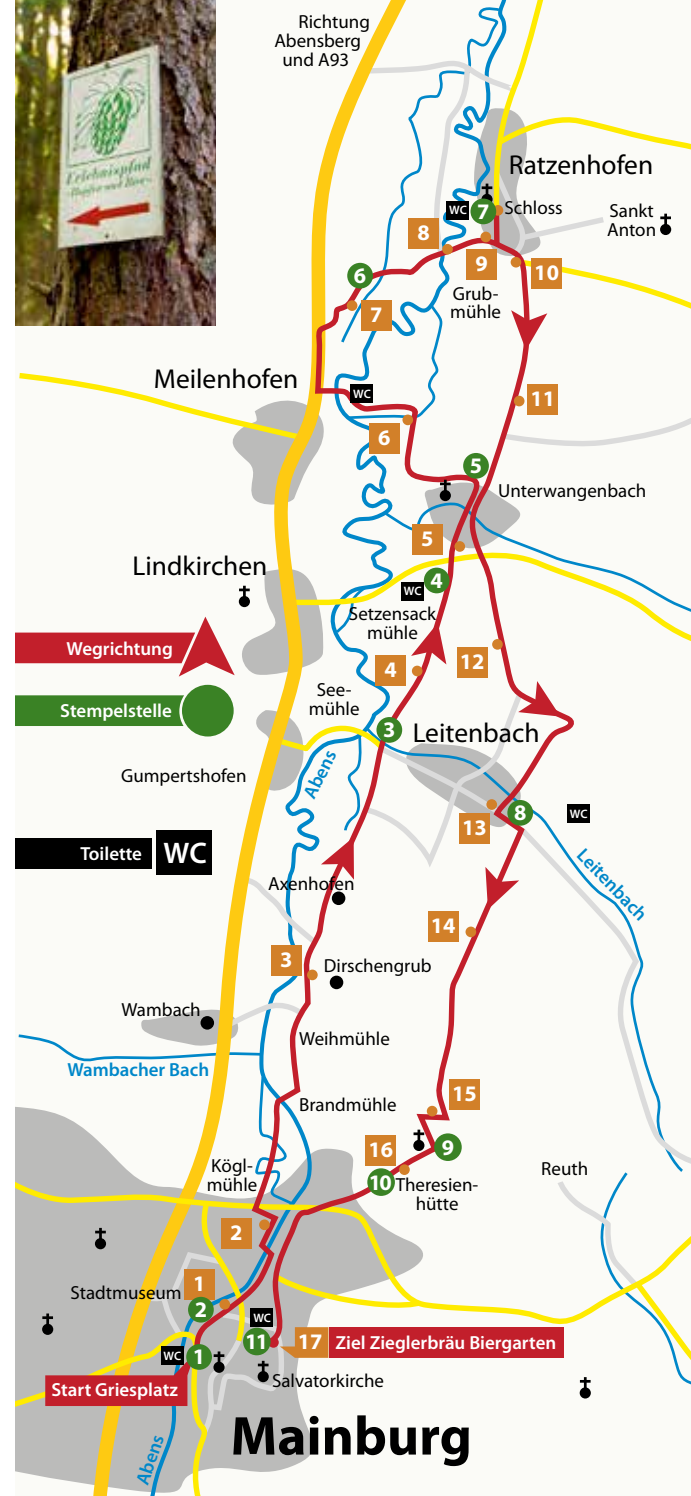 Richtung
Abensberg
und A93
Erlebnispfad
Hopfen und Bier
Ratzenhofen
WC
7
Schloss
Sankt
Anton
8
9
10
6
Grub-
mühle
7
Meilenhofen
WC
11
6
5
Unterwangenbach
5
Lindkirchen
4
WC
Setzensack
mühle
Wegrichtung
4
12
See-
mühle
Stempelstelle
3
Leitenbach
Abens
Gumpertshofen
13
8
WC
Toilette WC
Leitenbach
Axenhofen
14
3
Dirschengrub
Wambach
Weihmühle
Wambacher Bach
15
Brandmühle
9
16
Kögl-
mühle
10
Theresien-
hütte
Reuth
2
1
Stadtmuseum
2
WC
11
17 Ziel Zieglerbräu Biergarten
WC
1
Start Griesplatz
Salvatorkirche
Mainburg
Abens